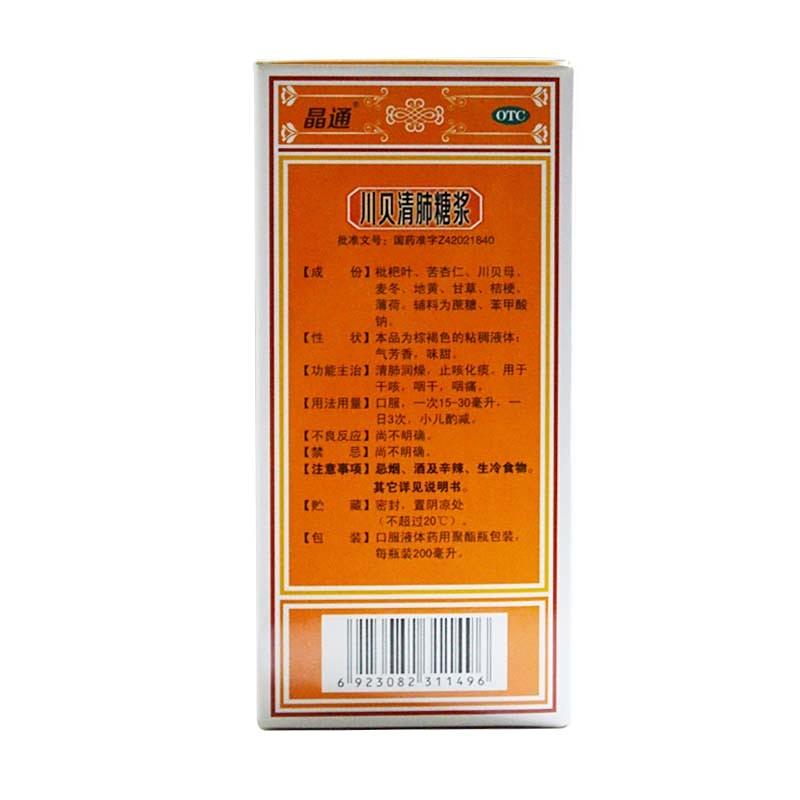 晶通®
OTC
川贝清肺糖浆
批准文号：国药准字Z42021840
【成 份】枇杷叶、苦杏仁、川贝母、
麦冬、地黄、甘草、桔梗、
薄荷。辅料为蔗糖、苯甲酸
钠。
【性 状】本品为棕褐色的粘稠液体；
气芳香，味甜。
【功能主治】清肺润燥，止咳化痰。用于
干咳，咽干，咽痛。
【用法用量】口服，一次15-30毫升，一
日3次，小儿酌减。
【不良反应】尚不明确。
【禁 忌】尚不明确。
【注意事项】忌烟、酒及辛辣、生冷食物。
其它详见说明书。
【贮 藏】密封，置阴凉处
（不超过20℃）。
【包 装】口服液体药用聚酯瓶包装，
每瓶装200毫升。
6 923082 311496